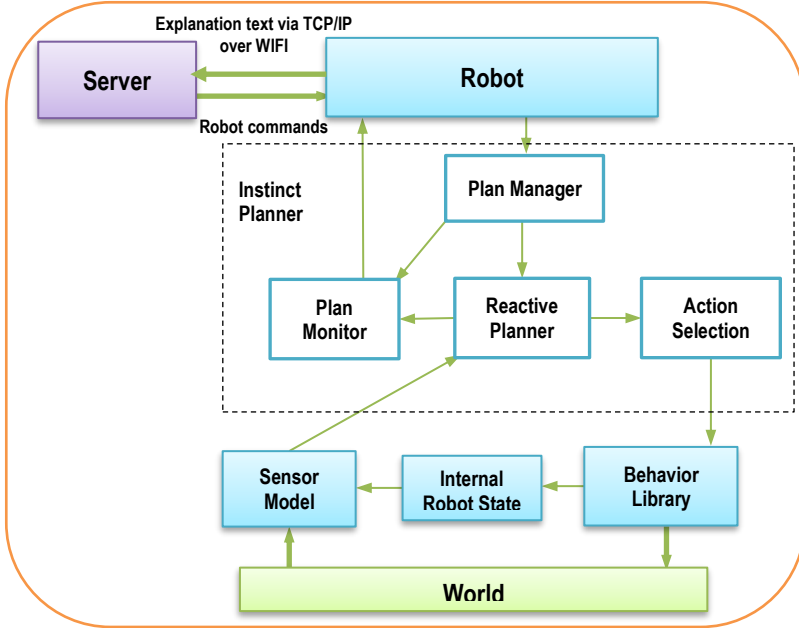 Explanation text via TCP/IP
over WIFI
Server
Robot
Robot commands
Instinct
Planner
Plan Manager
Plan
Monitor
Reactive
Planner
Action
Selection
Sensor
Model
Internal
Robot State
Behavior
Library
World